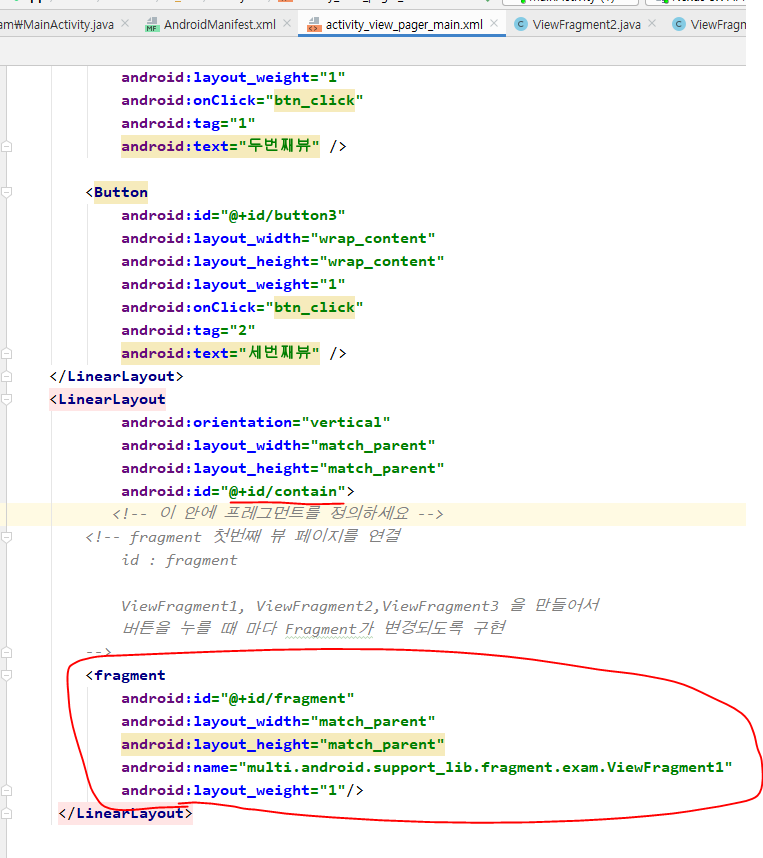 am₩MainActivity.java × AndroidManifest.xml × activity_view_pager_main.xml × ViewFragment2.java × ViewFragm
android:layout_weight="1"
android:onClick="btn_click"
android:tag="1"
android:text="두번째뷰" />
<Button
android:id="@+id/button3"
android:layout_width="wrap_content"
android:layout_height="wrap_content"
android:layout_weight="1"
android:onClick="btn_click"
android:tag="2"
android:text="세번째뷰" />
</LinearLayout>
<LinearLayout
android:orientation="vertical"
android:layout_width="match_parent"
android:layout_height="match_parent"
android:id="@+id/contain">
<!-- 이 안에 프레그먼트를 정의하세요 -->
<!-- fragment 첫번째 뷰 페이지를 연결
id : fragment
ViewFragment1, ViewFragment2,ViewFragment3 을 만들어서
버튼을 누를 때 마다 Fragment가 변경되도록 구현
-->
<fragment
android:id="@+id/fragment"
android:layout_width="match_parent"
android:layout_height="match_parent"
android:name="multi.android.support_lib.fragment.exam.ViewFragment1"
android:layout_weight="1"/>
</LinearLayout>